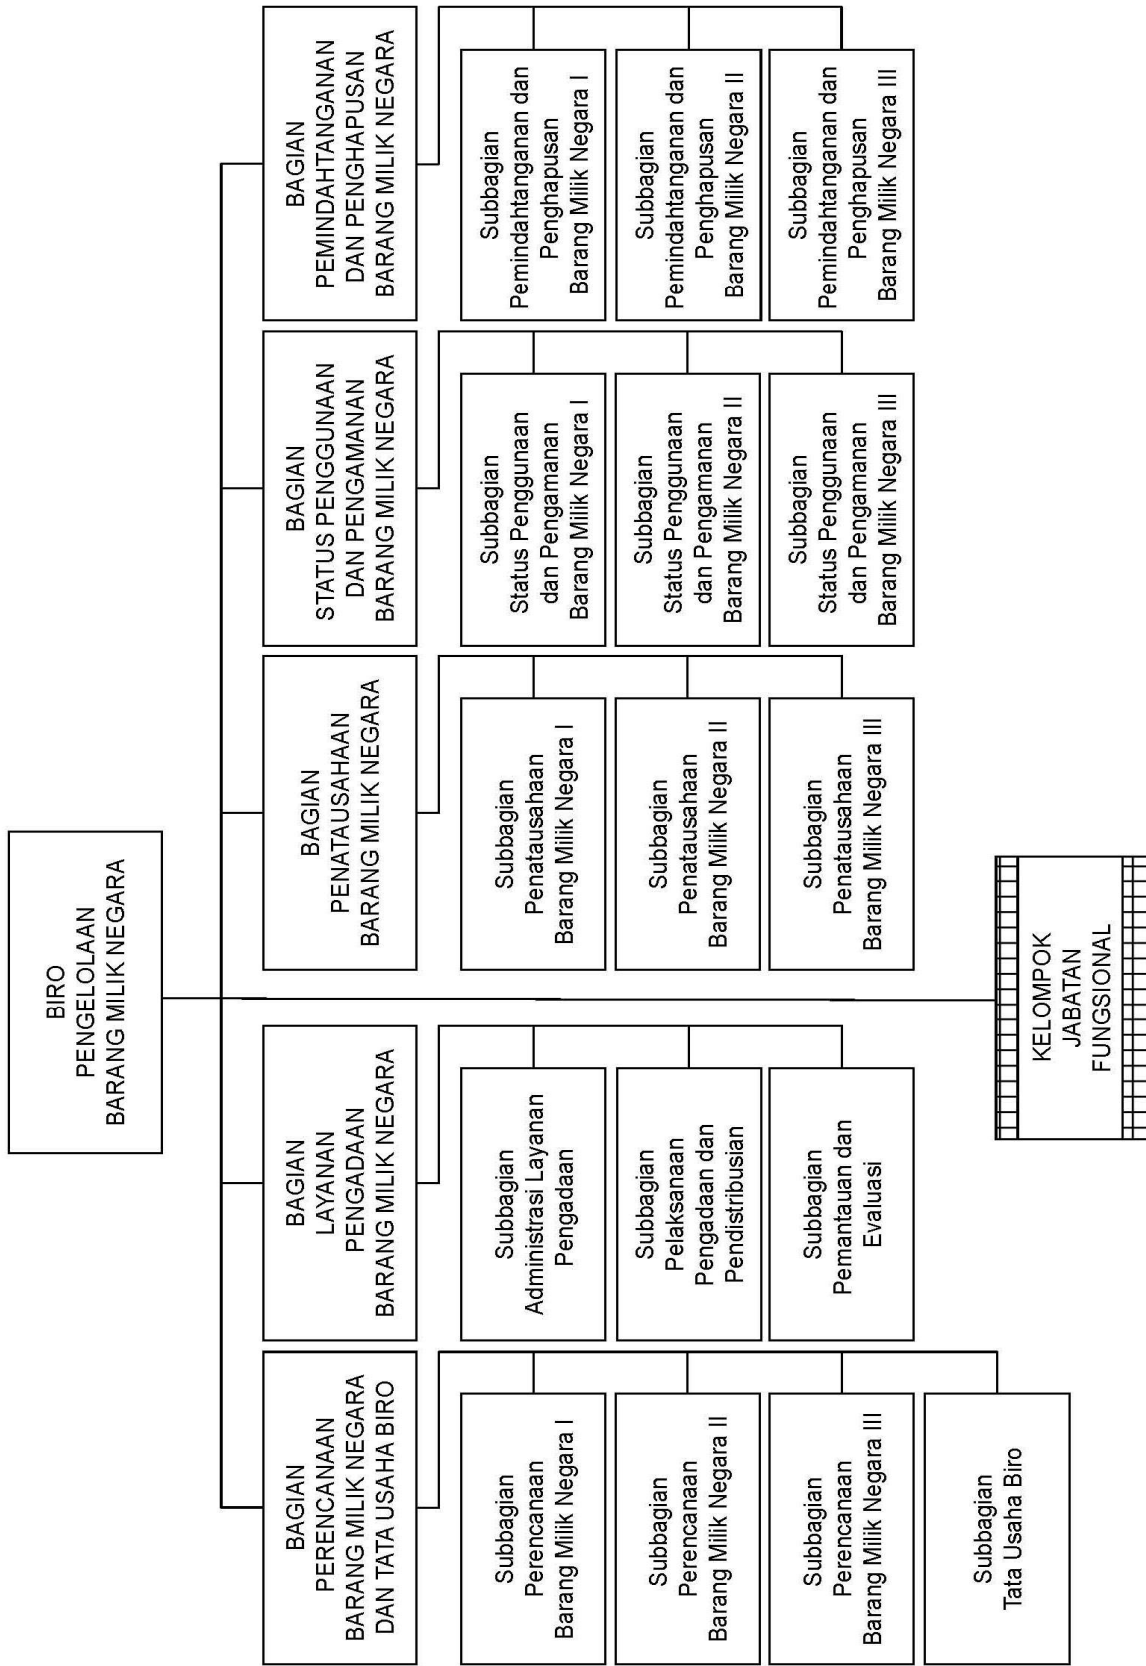 BIRO
PENGELOLAAN
BARANG MILIK NEGARA
BAGIAN
PERENCANAAN
BARANG MILIK NEGARA
DAN TATA USAHA BIRO
Subbagian
Perencanaan
Barang Milik Negara I
Subbagian
Perencanaan
Barang Milik Negara II
Subbagian
Perencanaan
Barang Milik Negara III
Subbagian
Tata Usaha Biro
BAGIAN
LAYANAN
PENGADAAN
BARANG MILIK NEGARA
Subbagian
Administrasi Layanan
Pengadaan
Subbagian
Pelaksanaan
Pengadaan dan
Pendistribusian
Subbagian
Pemantauan dan
Evaluasi
BAGIAN
PENATAUSAHAAN
BARANG MILIK NEGARA
Subbagian
Penatausahaan
Barang Milik Negara I
Subbagian
Penatausahaan
Barang Milik Negara II
Subbagian
Penatausahaan
Barang Milik Negara III
BAGIAN
STATUS PENGGUNAAN
DAN PENGAMANAN
BARANG MILIK NEGARA
Subbagian
Status Penggunaan
dan Pengamanan
Barang Milik Negara I
Subbagian
Status Penggunaan
dan Pengamanan
Barang Milik Negara II
Subbagian
Status Penggunaan
dan Pengamanan
Barang Milik Negara III
BAGIAN
PEMINDAHTANGANAN
DAN PENGHAPUSAN
BARANG MILIK NEGARA
Subbagian
Pemindahtanganan dan
Penghapusan
Barang Milik Negara I
Subbagian
Pemindahtanganan dan
Penghapusan
Barang Milik Negara II
Subbagian
Pemindahtanganan dan
Penghapusan
Barang Milik Negara III
KELOMPOK
JABATAN
FUNGSIONAL